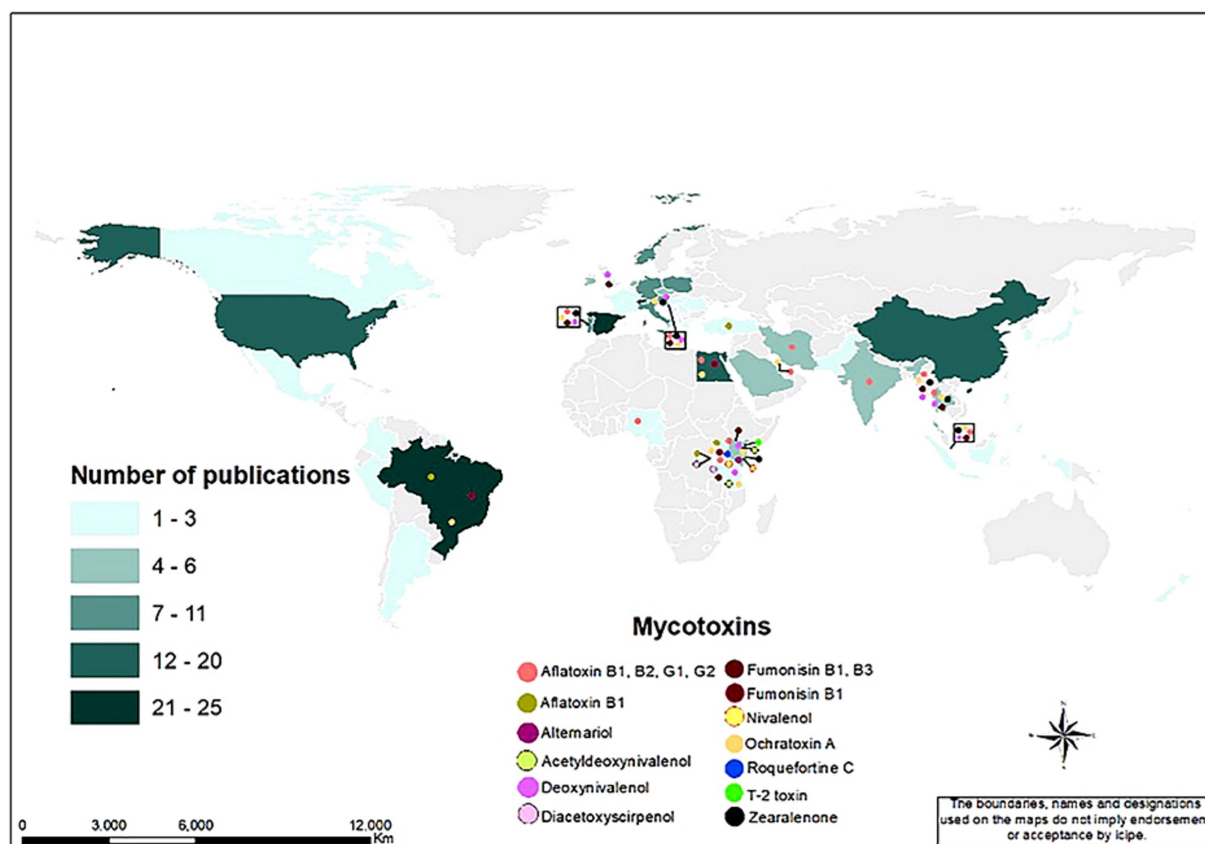 Number of publications
1 - 3
4 - 6
7 - 11
12 - 20
21 - 25
Mycotoxins
Aflatoxin B1, B2, G1, G2
Aflatoxin B1
Alternariol
Acetyldeoxynivalenol
Deoxynivalenol
Diacetoxyscirpenol
Fumonisin B1, B3
Fumonisin B1
Nivalenol
Ochratoxin A
Roquefortine C
T-2 toxin
Zearalenone
0 3,000 6,000 12,000
Km
The boundaries, names and designations
used on the maps do not imply endorsement
or acceptance by icipe.